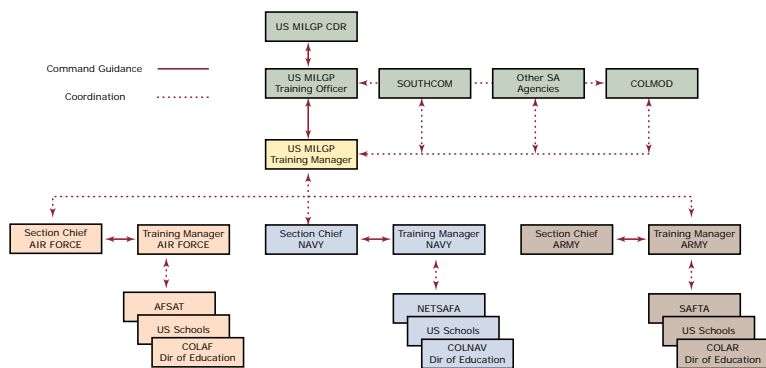 US MILGP CDR
Command Guidance
US MILGP
Training Officer
SOUTHCOM
Other SA
Agencies
COLMOD
Coordination
US MILGP
Training Manager
Section Chief
AIR FORCE
Training Manager
AIR FORCE
Section Chief
NAVY
Training Manager
NAVY
Section Chief
ARMY
Training Manager
ARMY
AFSAT
US Schools
COLAF
Dir of Education
NETSAFA
US Schools
COLNAV
Dir of Education
SAFTA
US Schools
COLAR
Dir of Education